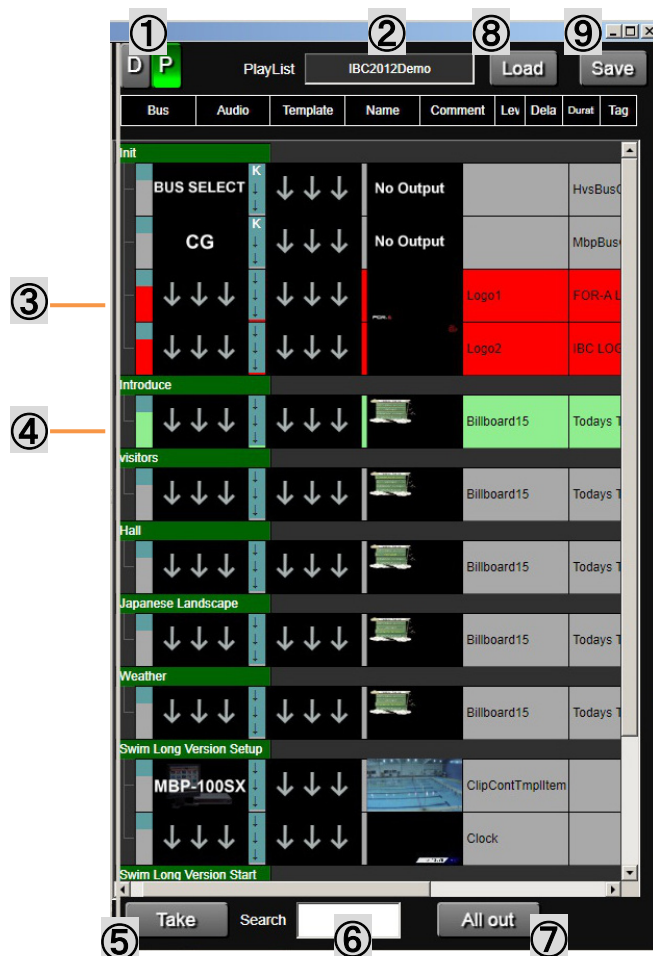 ① ② ⑧ ⑨
D P PlayList IBC2012Demo Load Save
Bus Audio Template Name Comment Lev Dela Durat Tag
Init
BUS SELECT K ↓ ↓ ↓ ↓ ↓ No Output HvsBusC
CG K ↓ ↓ ↓ ↓ ↓ No Output MbpBus
③ ↓ ↓ ↓ ↓ ↓ ↓ ↓ ↓ ↓ FOR-A Logo1 FOR-A L
↓ ↓ ↓ ↓ ↓ ↓ ↓ ↓ ↓ Logo2 IBC LOG
Introduce
④ ↓ ↓ ↓ ↓ ↓ ↓ ↓ ↓ ↓ Billboard15 Todays T
visitors
↓ ↓ ↓ ↓ ↓ ↓ ↓ ↓ ↓ Billboard15 Todays T
Hall
↓ ↓ ↓ ↓ ↓ ↓ ↓ ↓ ↓ Billboard15 Todays T
Japanese Landscape
↓ ↓ ↓ ↓ ↓ ↓ ↓ ↓ ↓ Billboard15 Todays T
Weather
↓ ↓ ↓ ↓ ↓ ↓ ↓ ↓ ↓ Billboard15 Todays T
Swim Long Version Setup
MBP-100SX ↓ ↓ ↓ ↓ ↓ ↓ ClipContTmplItem
↓ ↓ ↓ ↓ ↓ ↓ ↓ ↓ ↓ Clock
Swim Long Version Start
Take Search All out
⑤ ⑥ ⑦